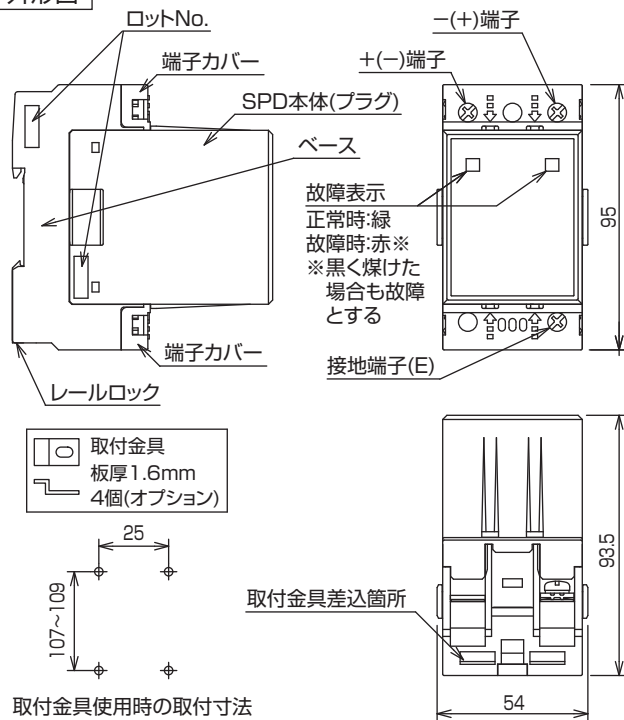 ロットNo.
−(+)端子
端子カバー
+(−)端子
SPD本体(プラグ)
ベース
故障表示
正常時:緑
故障時:赤※
※黒く煤けた
場合も故障
とする
95
端子カバー
接地端子(E)
レールロック
取付金具
板厚1.6mm
4個(オプション)
25
107~109
取付金具差込箇所
93.5
54
取付金具使用時の取付寸法